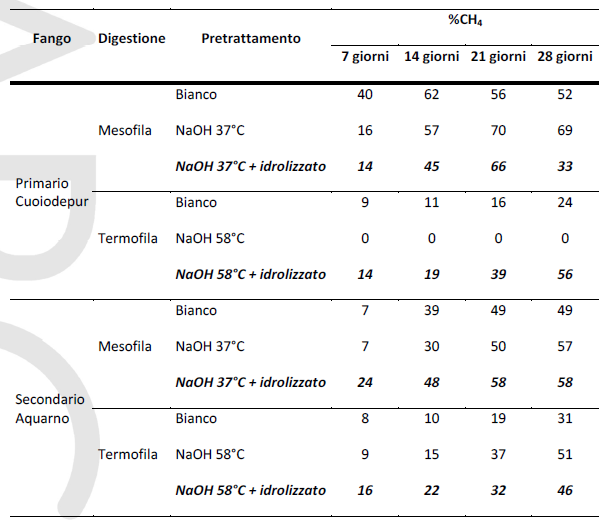 %CH4
Fango Digestione Pretrattamento
7 giorni 14 giorni 21 giorni 28 giorni
Bianco 40 62 56 52
Mesofila NaOH 37°C 16 57 70 69
NaOH 37°C + idrolizzato 14 45 66 33
Primario
Cuoiodepur
Bianco 9 11 16 24
Termofila NaOH 58°C 0 0 0 0
NaOH 58°C + idrolizzato 14 19 39 56
Bianco 7 39 49 49
Mesofila NaOH 37°C 7 30 50 57
NaOH 37°C + idrolizzato 24 48 58 58
Secondario
Aquarno
Bianco 8 10 19 31
Termofila NaOH 58°C 9 15 37 51
NaOH 58°C + idrolizzato 16 22 32 46